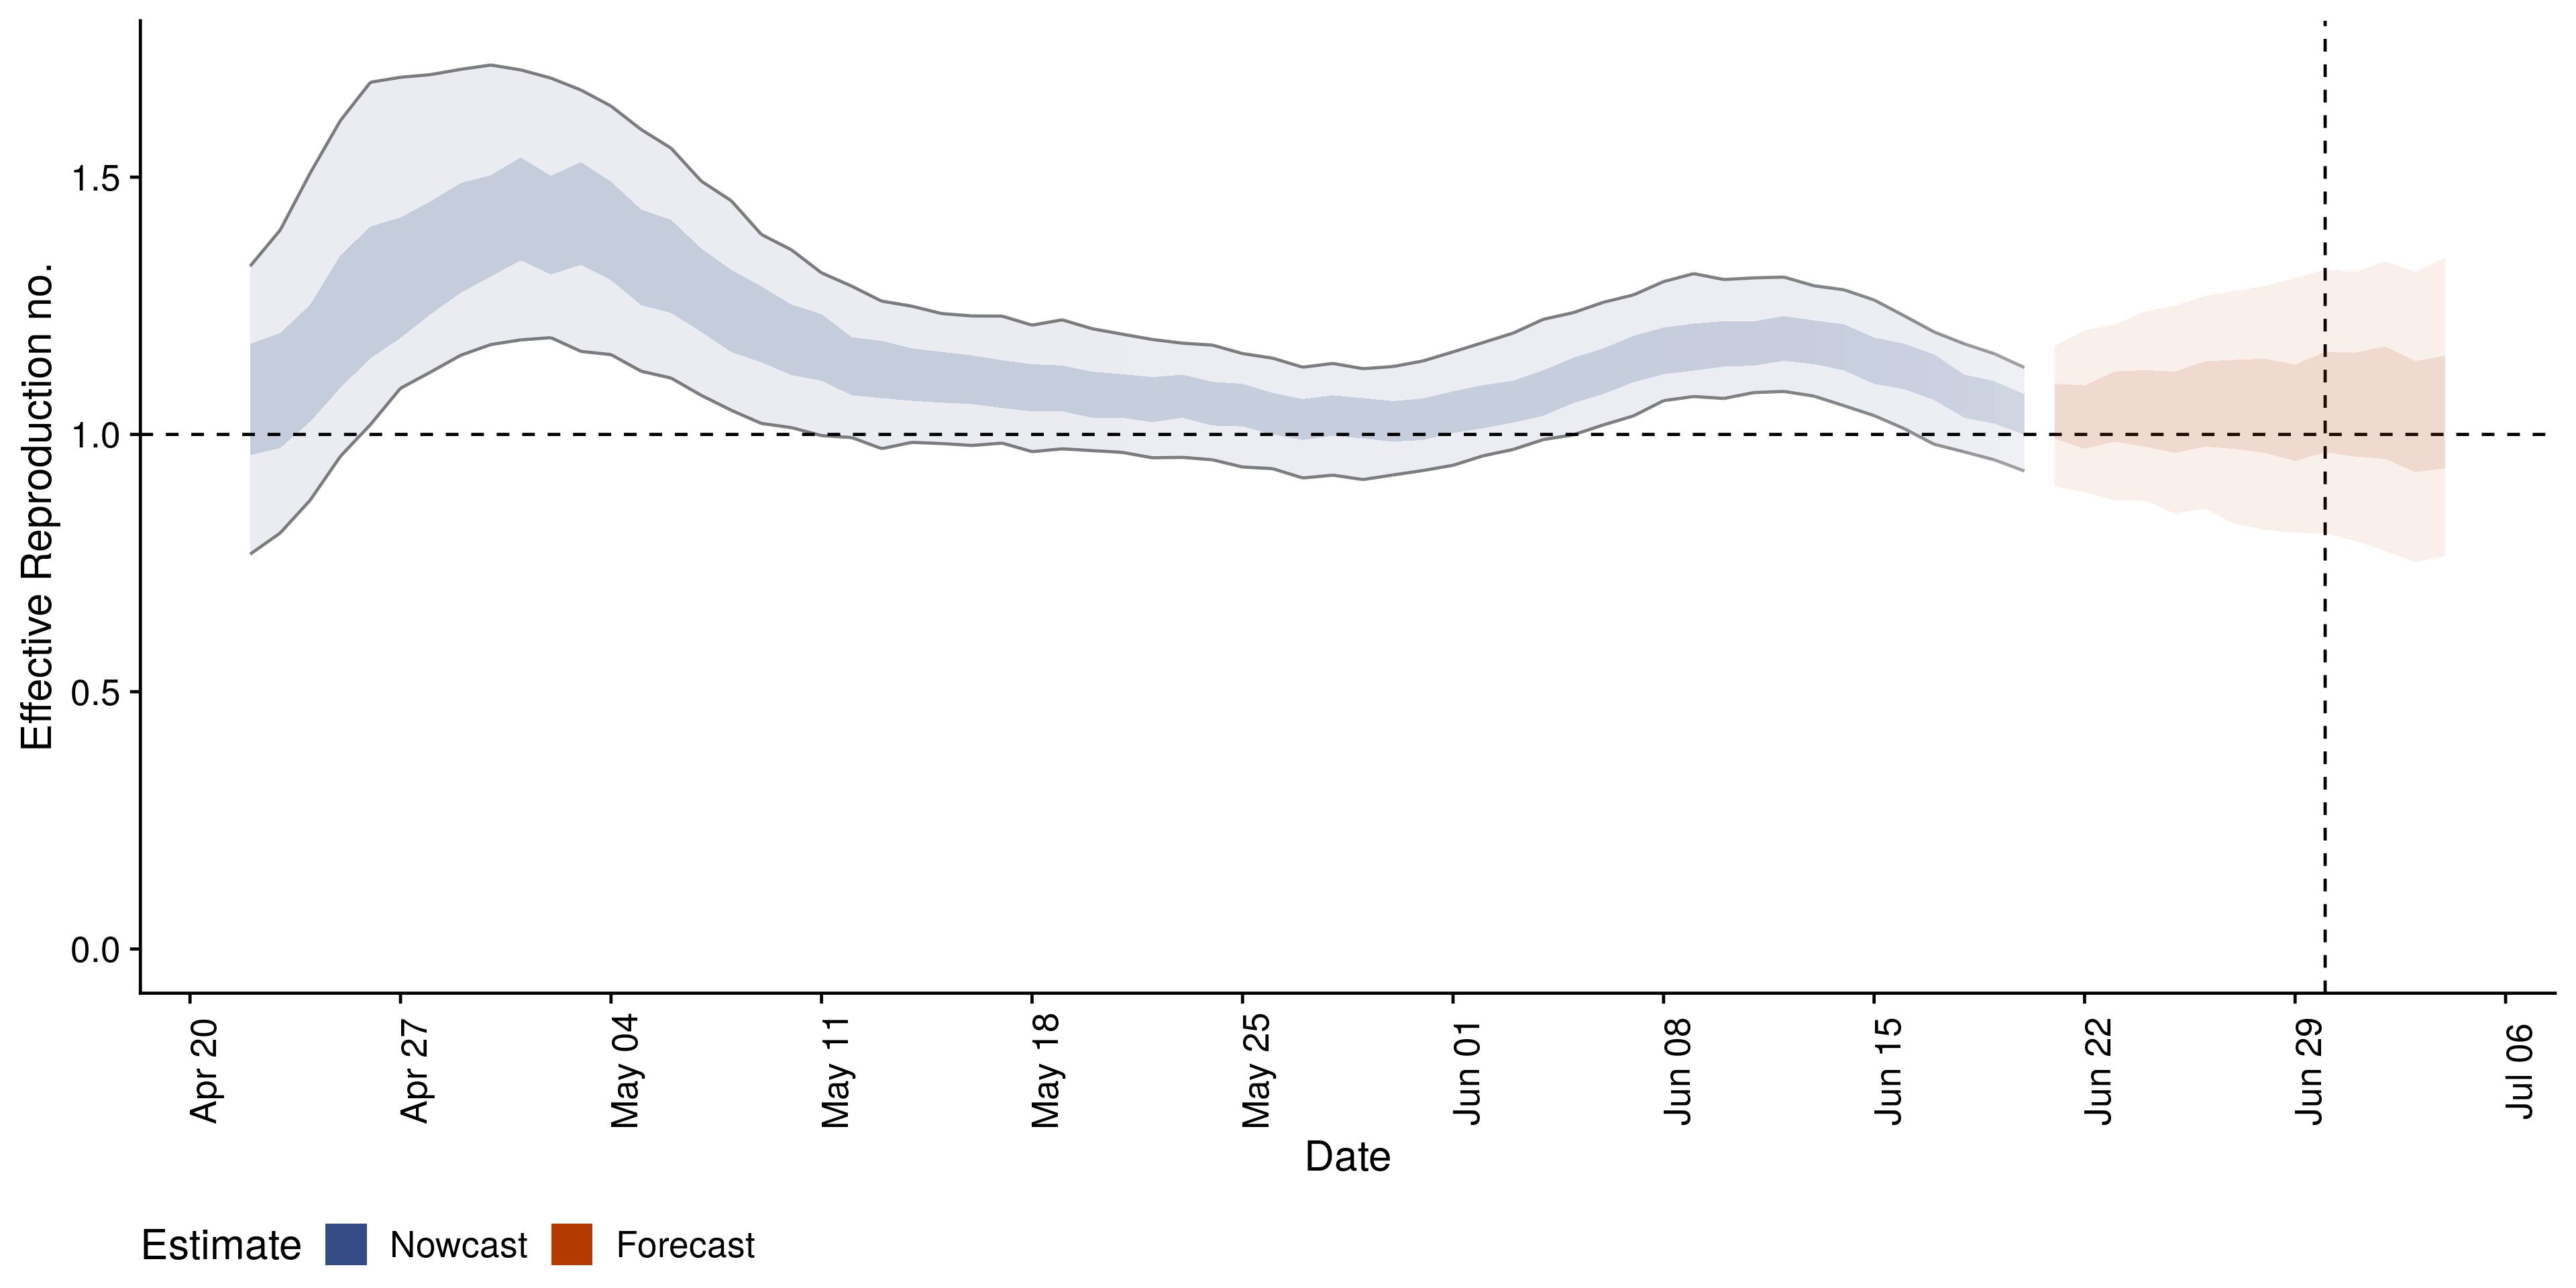 Effective Reproduction no.
1.5
1.0
0.5
0.0
Apr 20
Apr 27
May 04
May 11
May 18
May 25
Jun 01
Jun 08
Jun 15
Jun 22
Jun 29
Jul 06
Date
Estimate Nowcast Forecast